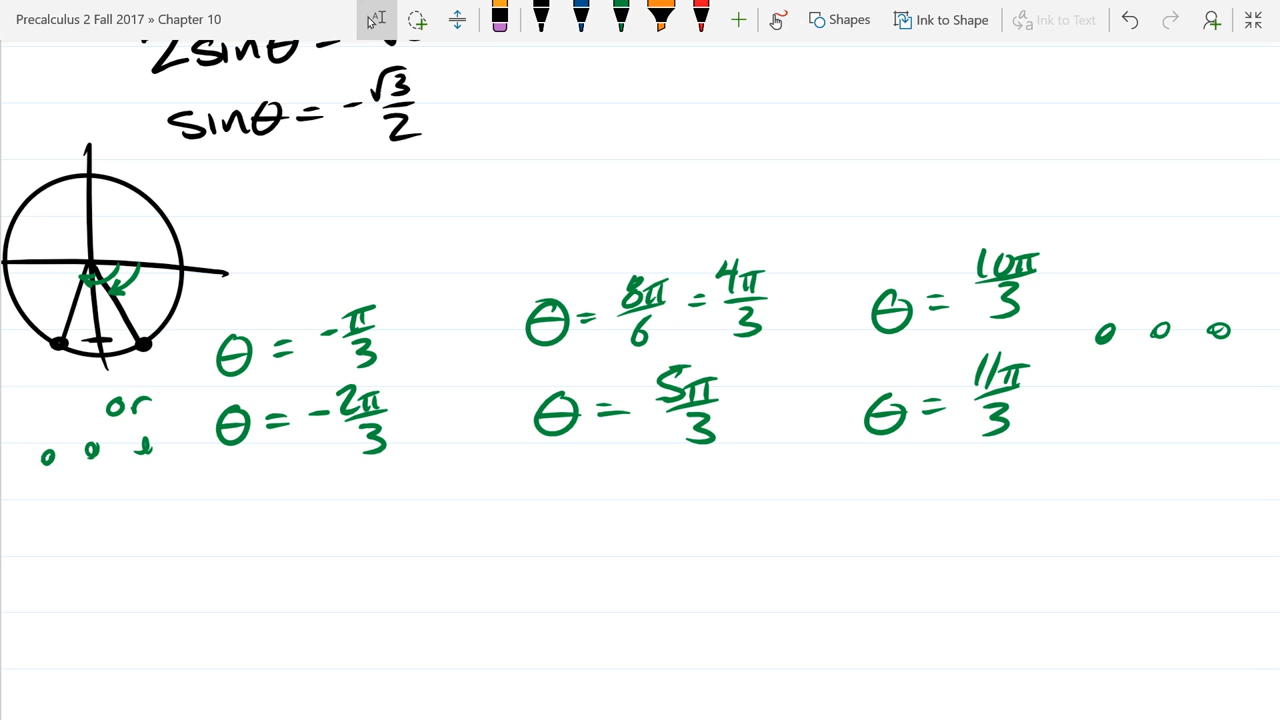 Precalculus 2 Fall 2017 » Chapter 10
Shapes
Ink to Shape
Ink to Text
2sinθ =
sinθ = -√3/2
θ = -π/3
or
θ = -2π/3
θ = 8π/6 = 4π/3
θ = 5π/3
θ = 10π/3
θ = 11π/3